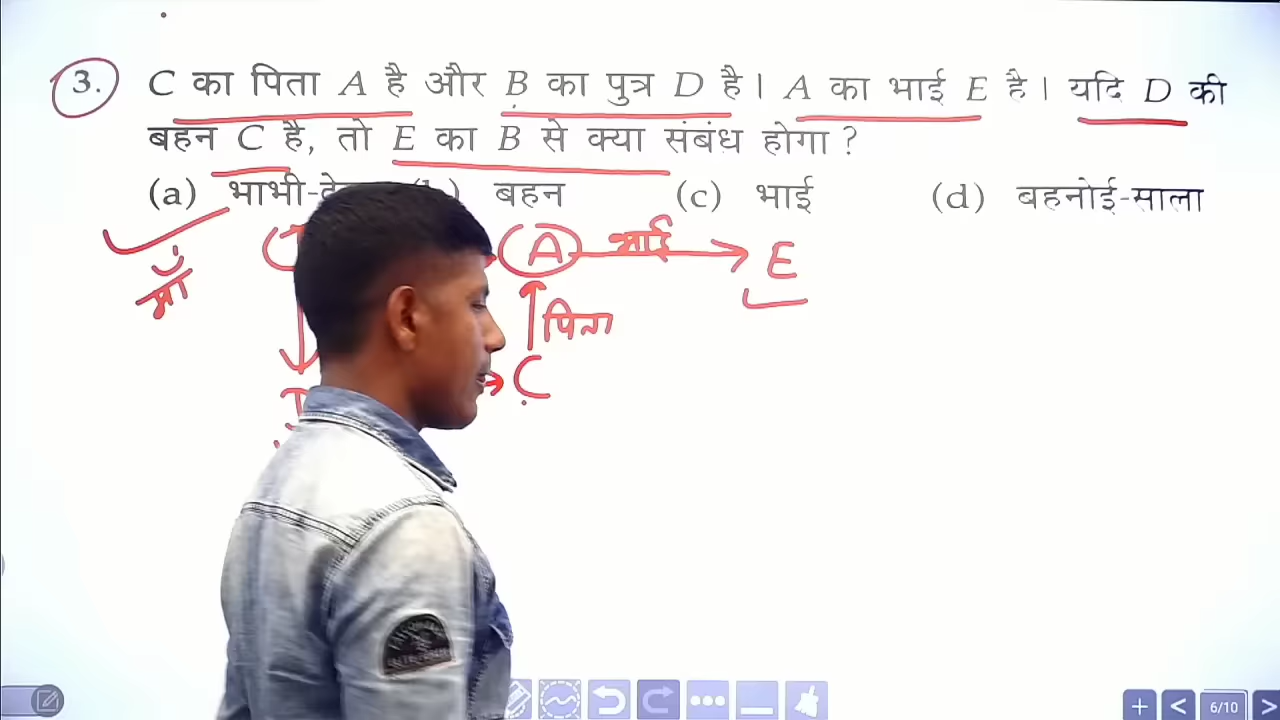 3. C का पिता A है और B का पुत्र D है। A का भाई E है। यदि D की
बहन C है, तो E का B से क्या संबंध होगा ?
(a) भाभी- (b) बहन (c) भाई (d) बहनोई-साला
A भाई E
माँ
पिता
C
6/10